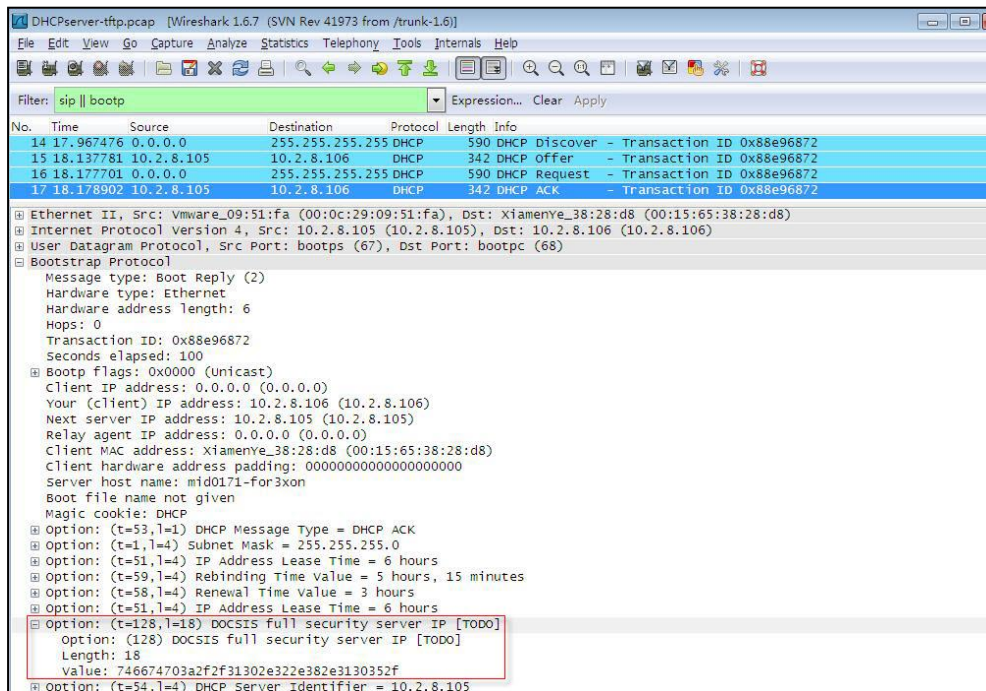 DHCPserver-tftp.pcap [Wireshark 1.6.7 (SVN Rev 41973 from /trunk-1.6)]
File Edit View Go Capture Analyze Statistics Telephony Tools Internals Help
Filter: sip || bootp Expression... Clear Apply
No. Time Source Destination Protocol Length Info
14 17.967476 0.0.0.0 255.255.255.255 DHCP 590 DHCP Discover - Transaction ID 0x88e96872
15 18.137781 10.2.8.105 10.2.8.106 DHCP 342 DHCP Offer - Transaction ID 0x88e96872
16 18.177701 0.0.0.0 255.255.255.255 DHCP 590 DHCP Request - Transaction ID 0x88e96872
17 18.178902 10.2.8.105 10.2.8.106 DHCP 342 DHCP ACK - Transaction ID 0x88e96872
Ethernet II, Src: Vmware_09:51:fa (00:0c:29:09:51:fa), Dst: XiamenYe_38:28:d8 (00:15:65:38:28:d8)
Internet Protocol Version 4, Src: 10.2.8.105 (10.2.8.105), Dst: 10.2.8.106 (10.2.8.106)
User Datagram Protocol, Src Port: bootps (67), Dst Port: bootpc (68)
Bootstrap Protocol
Message type: Boot Reply (2)
Hardware type: Ethernet
Hardware address length: 6
Hops: 0
Transaction ID: 0x88e96872
Seconds elapsed: 100
Bootp flags: 0x0000 (Unicast)
Client IP address: 0.0.0.0 (0.0.0.0)
Your (client) IP address: 10.2.8.106 (10.2.8.106)
Next server IP address: 10.2.8.105 (10.2.8.105)
Relay agent IP address: 0.0.0.0 (0.0.0.0)
Client MAC address: XiamenYe_38:28:d8 (00:15:65:38:28:d8)
Client hardware address padding: 00000000000000000000
Server host name: mid0171-for3xon
Boot file name not given
Magic cookie: DHCP
Option: (t=53,l=1) DHCP Message Type = DHCP ACK
Option: (t=1,l=4) Subnet Mask = 255.255.255.0
Option: (t=51,l=4) IP Address Lease Time = 6 hours
Option: (t=59,l=4) Rebinding Time Value = 5 hours, 15 minutes
Option: (t=58,l=4) Renewal Time Value = 3 hours
Option: (t=51,l=4) IP Address Lease Time = 6 hours
Option: (t=128,l=18) DOCSIS full security server IP [TODO]
Option: (128) DOCSIS full security server IP [TODO]
Length: 18
Value: 746674703a2f2f31302e322e382e3130352f
Option: (t=54,l=4) DHCP Server Identifier = 10.2.8.105